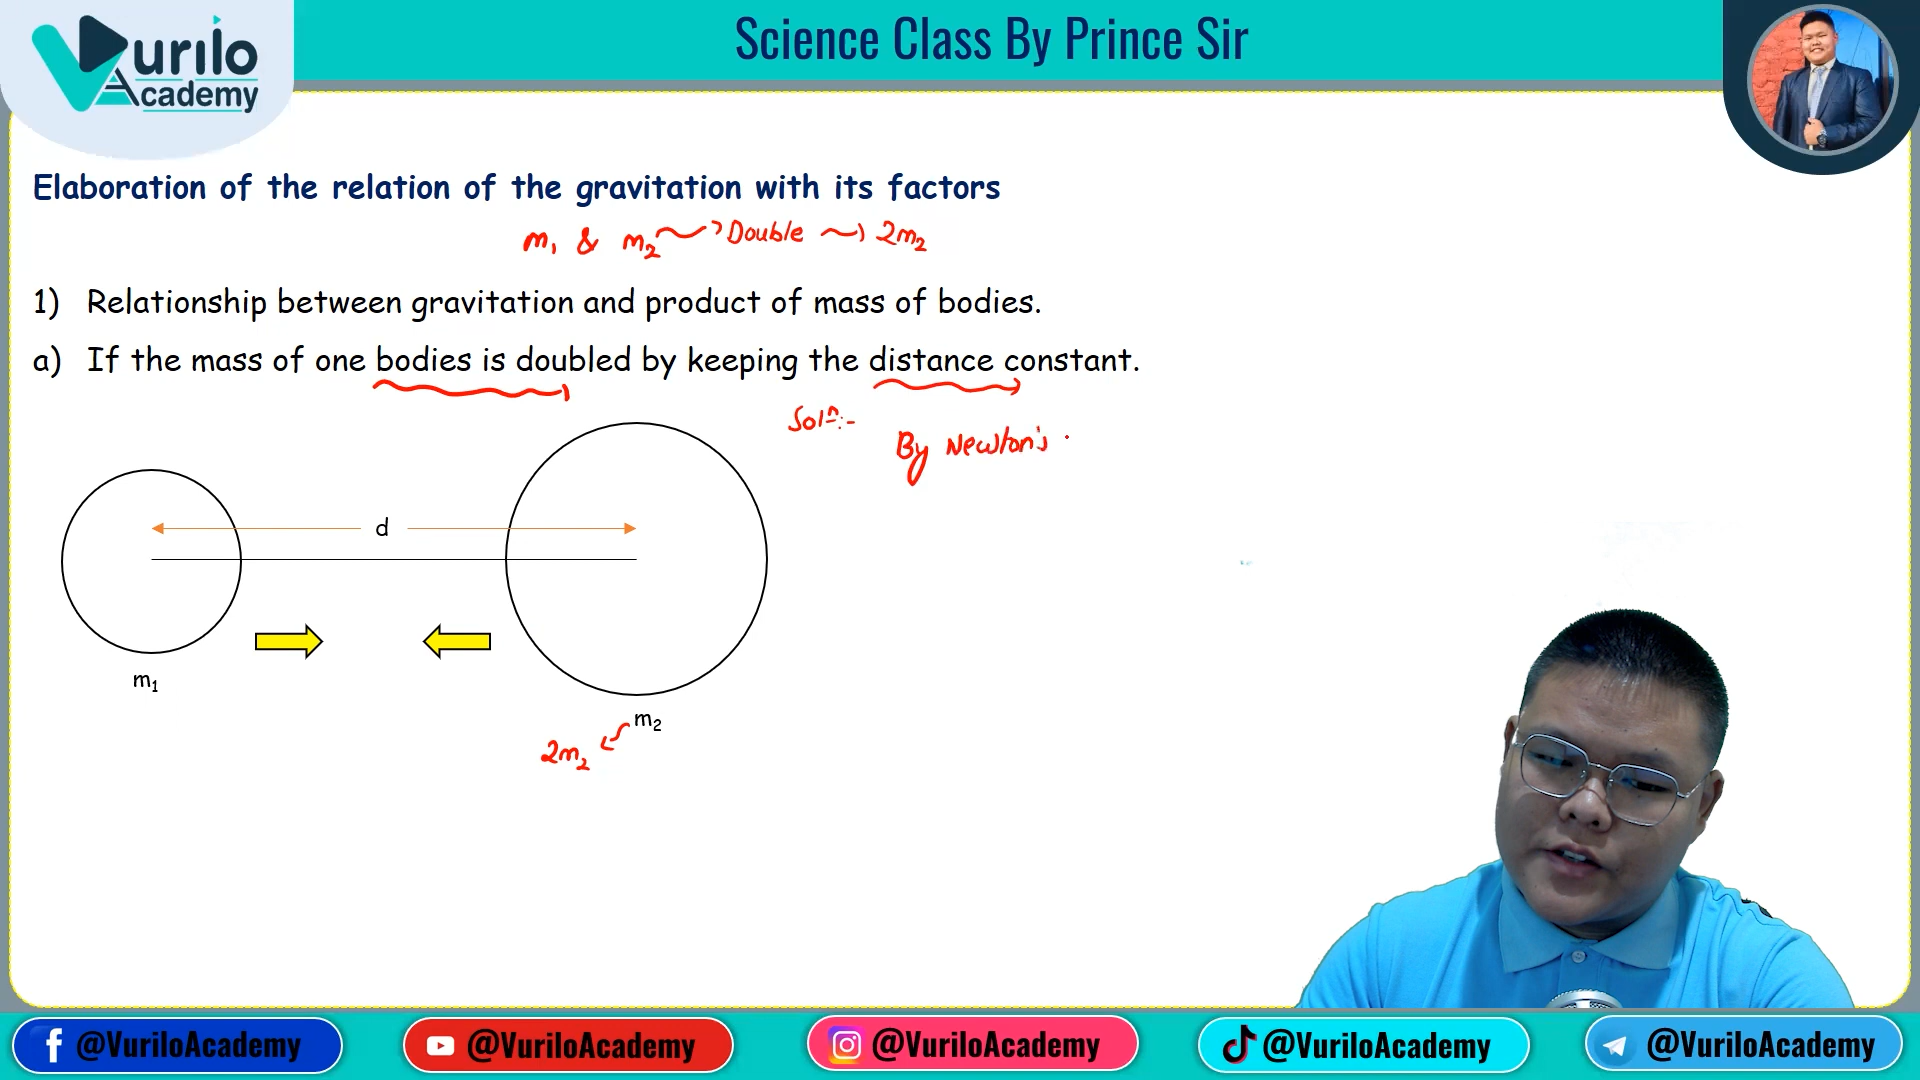 Vurilo
Academy
Science Class By Prince Sir
Elaboration of the relation of the gravitation with its factors
m₁ & m₂ → Double → 2m₂
1) Relationship between gravitation and product of mass of bodies.
a) If the mass of one bodies is doubled by keeping the distance constant.
Solⁿ:-
By Newton's
d
m₁
m₂
2m₂
@VuriloAcademy
@VuriloAcademy
@VuriloAcademy
@VuriloAcademy
@VuriloAcademy